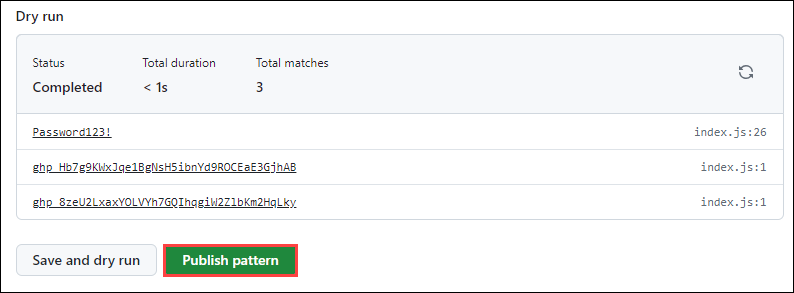 Dry run
Status Total duration Total matches
Completed < 1s 3
Password123! index.js:26
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 index.js:1
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 index.js:1
Save and dry run Publish pattern